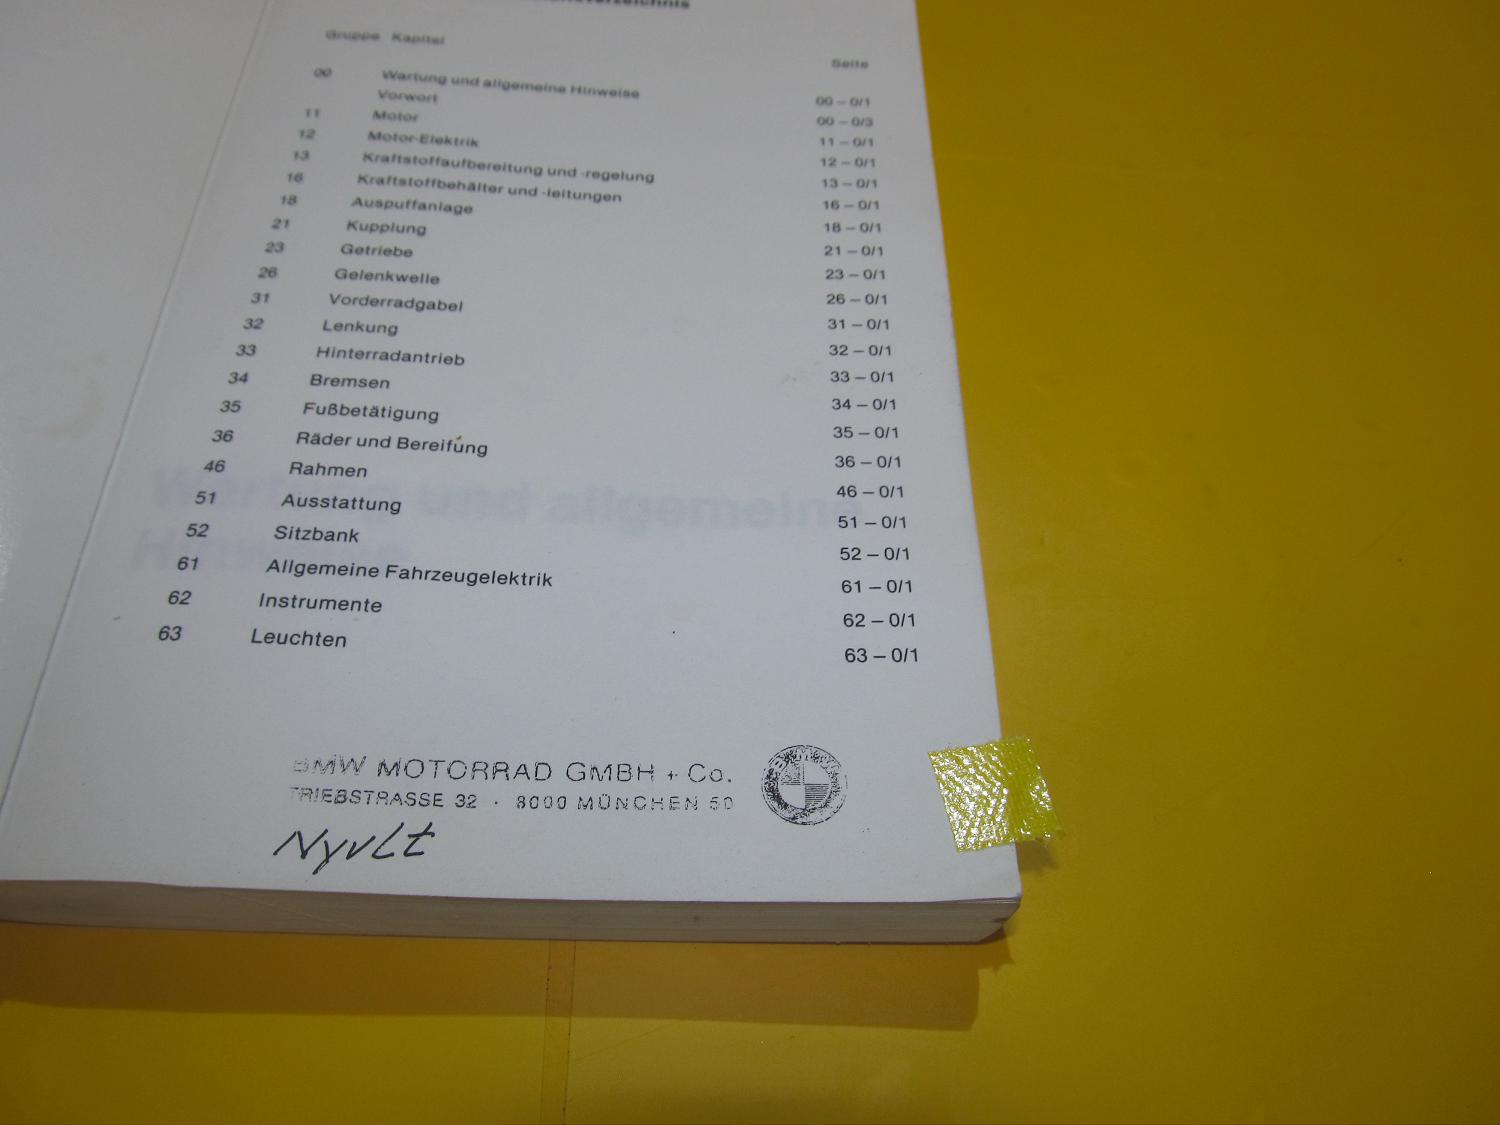 Gruppe Kapitel Seite
00 Wartung und allgemeine Hinweise 00 – 0/1
Vorwort 00 – 0/3
11 Motor 11 – 0/1
12 Motor-Elektrik 12 – 0/1
13 Kraftstoffaufbereitung und -regelung 13 – 0/1
16 Kraftstoffbehälter und -leitungen 16 – 0/1
18 Auspuffanlage 18 – 0/1
21 Kupplung 21 – 0/1
23 Getriebe 23 – 0/1
26 Gelenkwelle 26 – 0/1
31 Vorderradgabel 31 – 0/1
32 Lenkung 32 – 0/1
33 Hinterradantrieb 33 – 0/1
34 Bremsen 34 – 0/1
35 Fußbetätigung 35 – 0/1
36 Räder und Bereifung 36 – 0/1
46 Rahmen 46 – 0/1
51 Ausstattung 51 – 0/1
52 Sitzbank 52 – 0/1
61 Allgemeine Fahrzeugelektrik 61 – 0/1
62 Instrumente 62 – 0/1
63 Leuchten 63 – 0/1
BMW MOTORRAD GMBH + Co.
TRIEBSTRASSE 32 · 8000 MÜNCHEN 50
Nyvlt